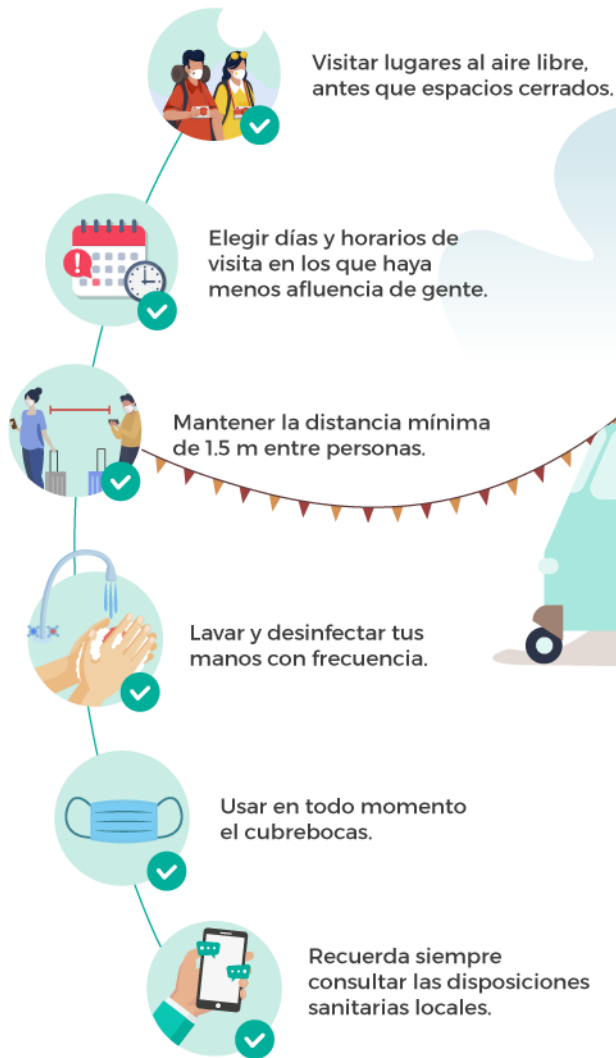 Visitar lugares al aire libre,
antes que espacios cerrados.
Elegir días y horarios de
visita en los que haya
menos afluencia de gente.
Mantener la distancia mínima
de 1.5 m entre personas.
Lavar y desinfectar tus
manos con frecuencia.
Usar en todo momento
el cubrebocas.
Recuerda siempre
consultar las disposiciones
sanitarias locales.